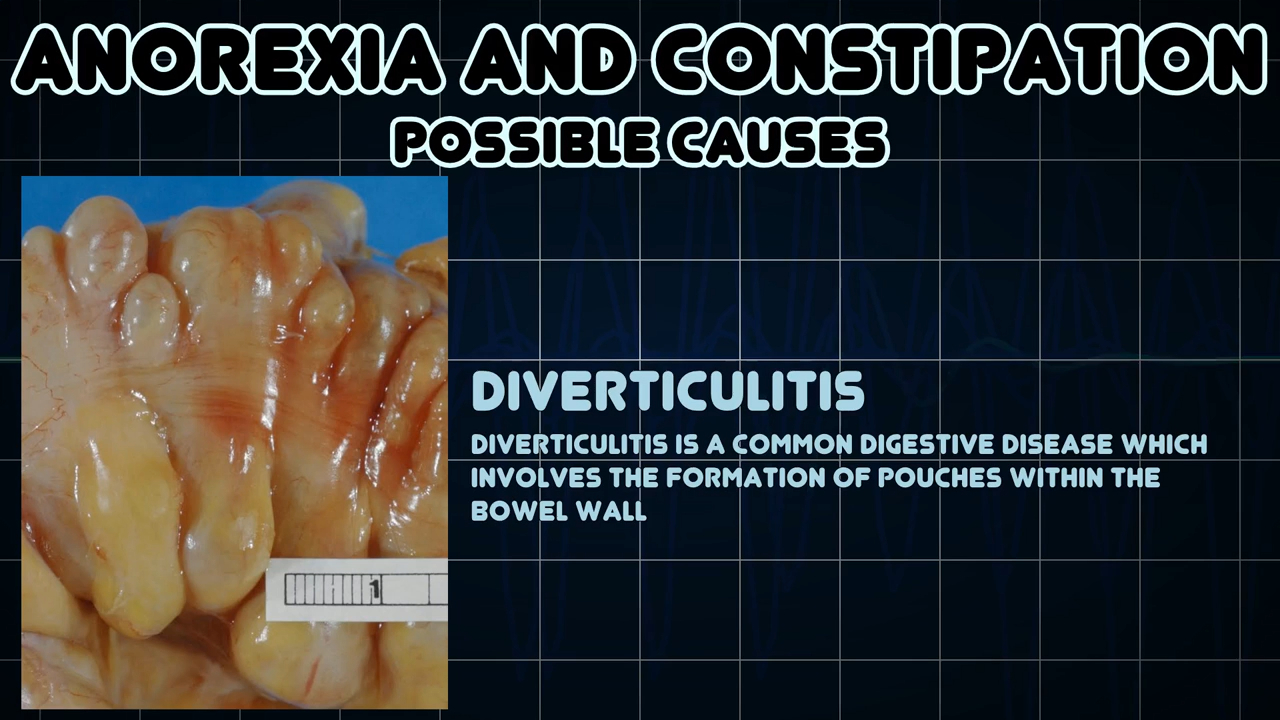 ANOREXIA AND CONSTIPATION
POSSIBLE CAUSES
DIVERTICULITIS
DIVERTICULITIS IS A COMMON DIGESTIVE DISEASE WHICH
INVOLVES THE FORMATION OF POUCHES WITHIN THE
BOWEL WALL
1